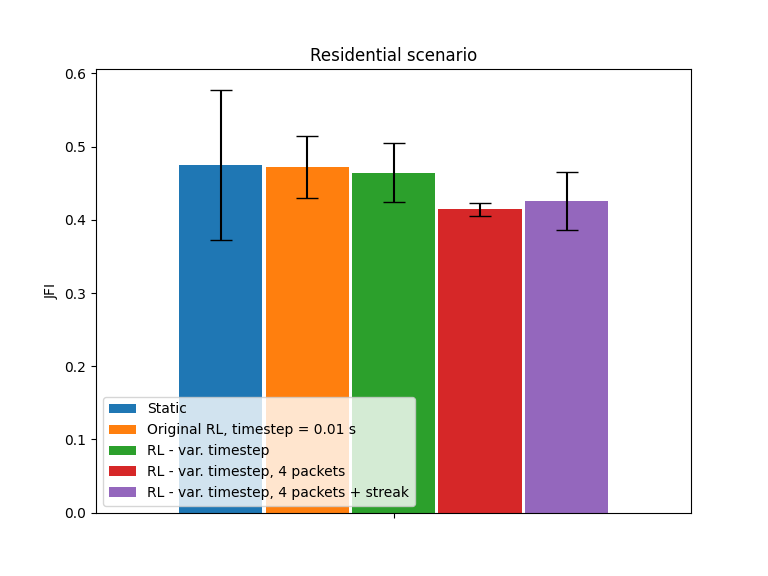 Residential scenario
0.6
0.5
0.4
0.3
0.2
0.1
0.0
JFI
Static
Original RL, timestep = 0.01 s
RL - var. timestep
RL - var. timestep, 4 packets
RL - var. timestep, 4 packets + streak